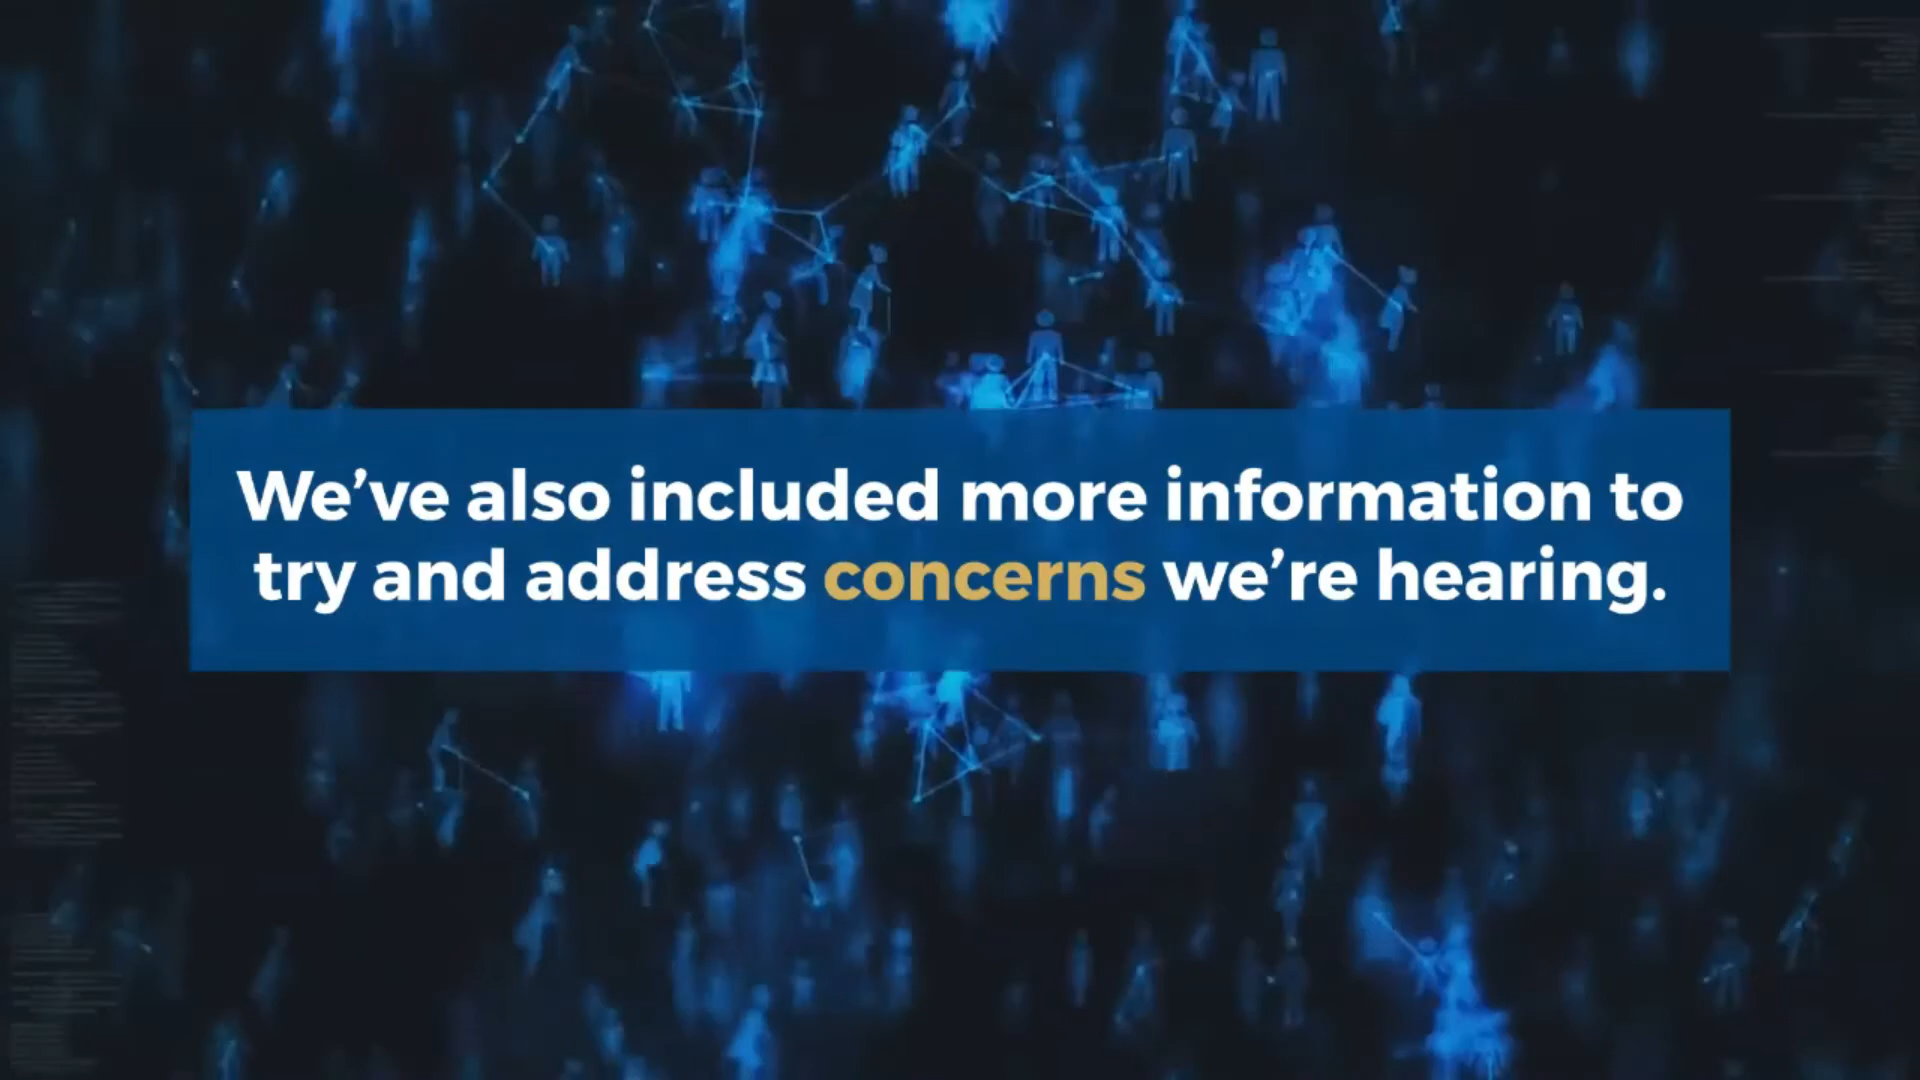 We’ve also included more information to
try and address concerns we’re hearing.